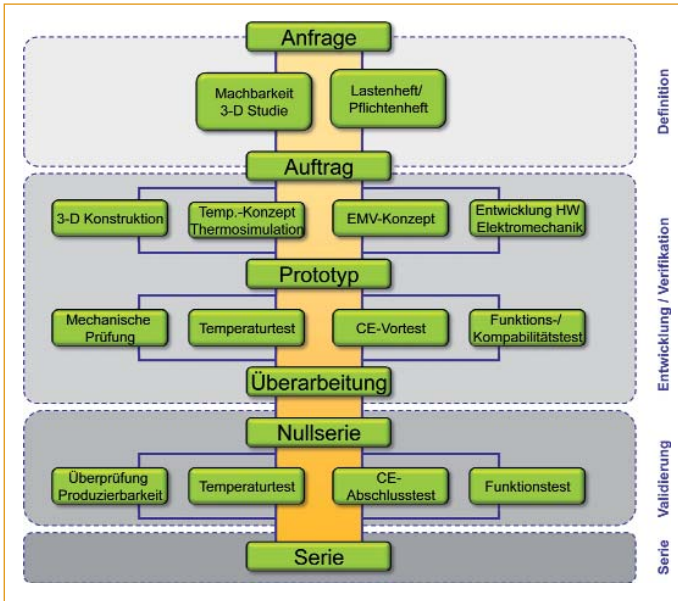 Anfrage
Machbarkeit
3-D Studie
Lastenheft/
Pflichtenheft
Definition
Auftrag
3-D Konstruktion
Temp.-Konzept
Thermosimulation
EMV-Konzept
Entwicklung HW
Elektromechanik
Prototyp
Mechanische
Prüfung
Temperaturtest
CE-Vortest
Funktions-/
Kompabilitätstest
Überarbeitung
Entwicklung / Verifikation
Nullserie
Überprüfung
Produzierbarkeit
Temperaturtest
CE-
Abschlusstest
Funktionstest
Validierung
Serie
Serie